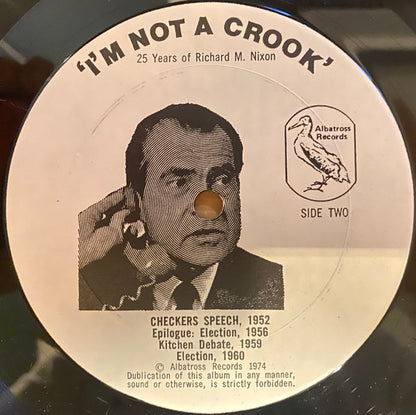 'I'M NOT A CROOK'
25 Years of Richard M. Nixon
Albatross
Records
SIDE TWO
CHECKERS SPEECH, 1952
Epilogue: Election, 1956
Kitchen Debate, 1959
Election, 1960
© Albatross Records 1974
Dublication of this album in any manner,
sound or otherwise, is strictly forbidden.